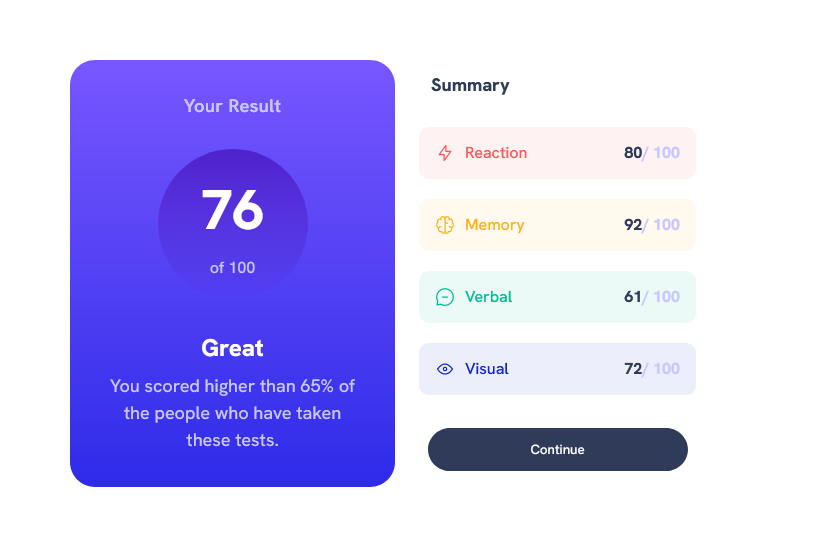 Your Result
76
of 100
Great
You scored higher than 65% of
the people who have taken
these tests.
Summary
Reaction 80/ 100
Memory 92/ 100
Verbal 61/ 100
Visual 72/ 100
Continue